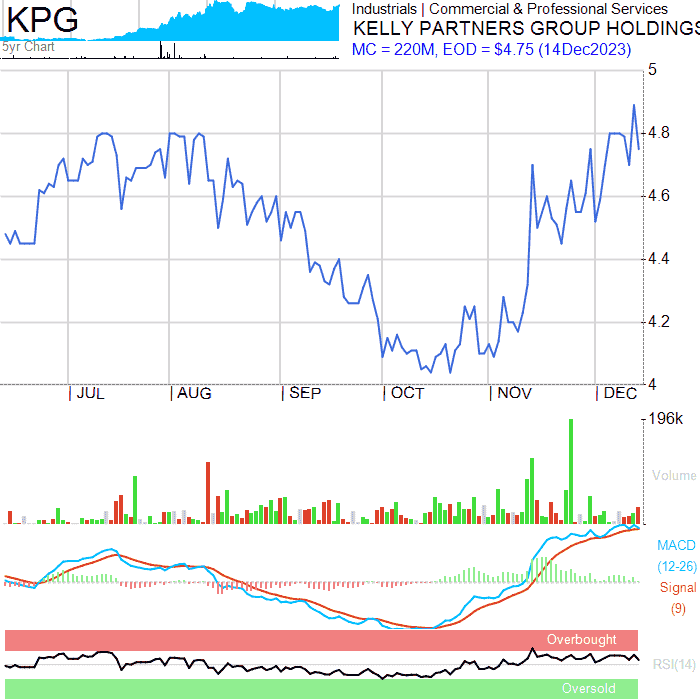 KPG
5yr Chart
Industrials | Commercial & Professional Services
KELLY PARTNERS GROUP HOLDINGS
MC = 220M, EOD = $4.75 (14Dec2023)
5
4.8
4.6
4.4
4.2
4
JUL AUG SEP OCT NOV DEC
196k
Volume
MACD
(12-26)
Signal
(9)
Overbought
RSI(14)
Oversold